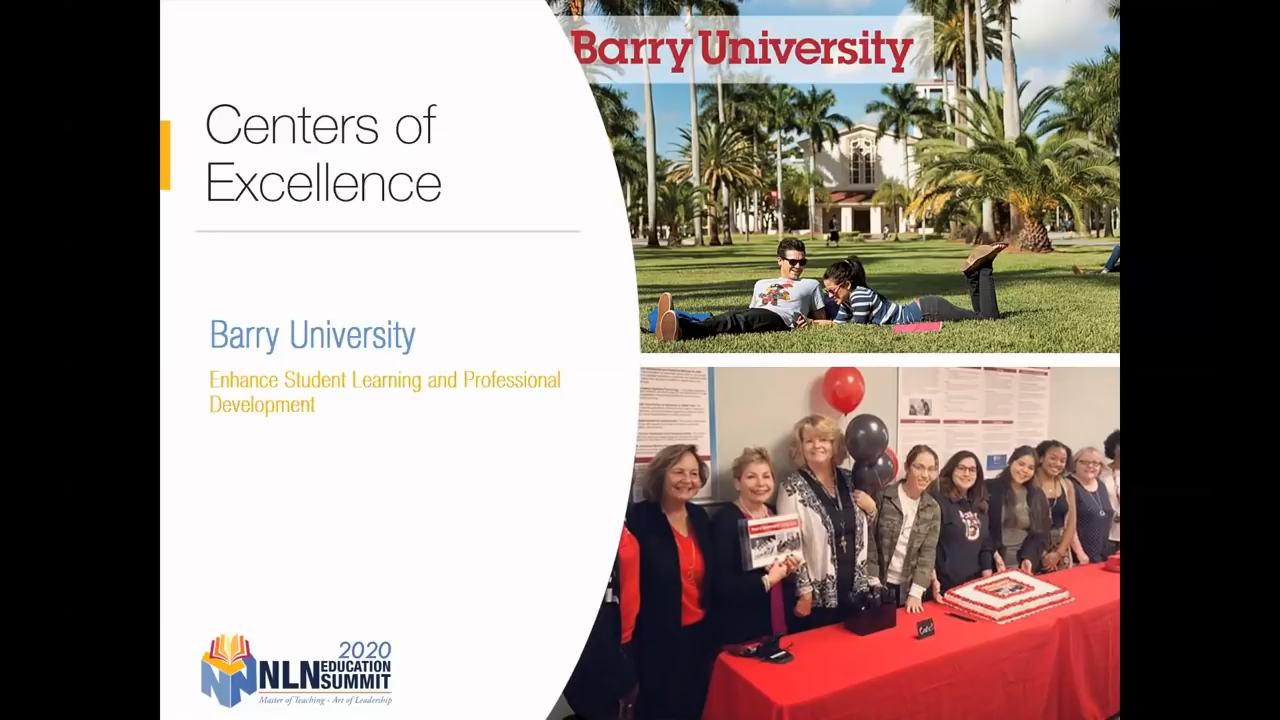 Barry University
Centers of
Excellence
Barry University
Enhance Student Learning and Professional
Development
2020
NLN EDUCATION
SUMMIT
Master of Teaching - Art of Leadership